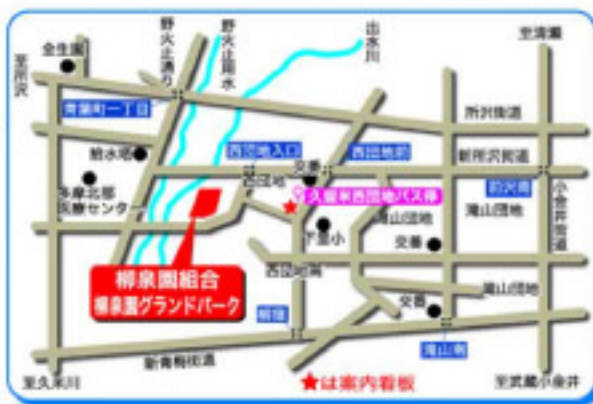 至所沢
全生園
野火止通り
野火止用水
出水川
至清瀬
青葉町一丁目
所沢街道
給水塔
西団地入口
交番
西団地前
新所沢街道
西団地
久留米西団地バス停
前沢南
滝山団地
多摩北部
医療センター
下里小
滝山団地
交番
小金井街道
柳泉園組合
柳泉園グランドパーク
西団地南
滝山団地
交番
柳窪
滝山南
新青梅街道
至久米川
★は案内看板
至武蔵小金井